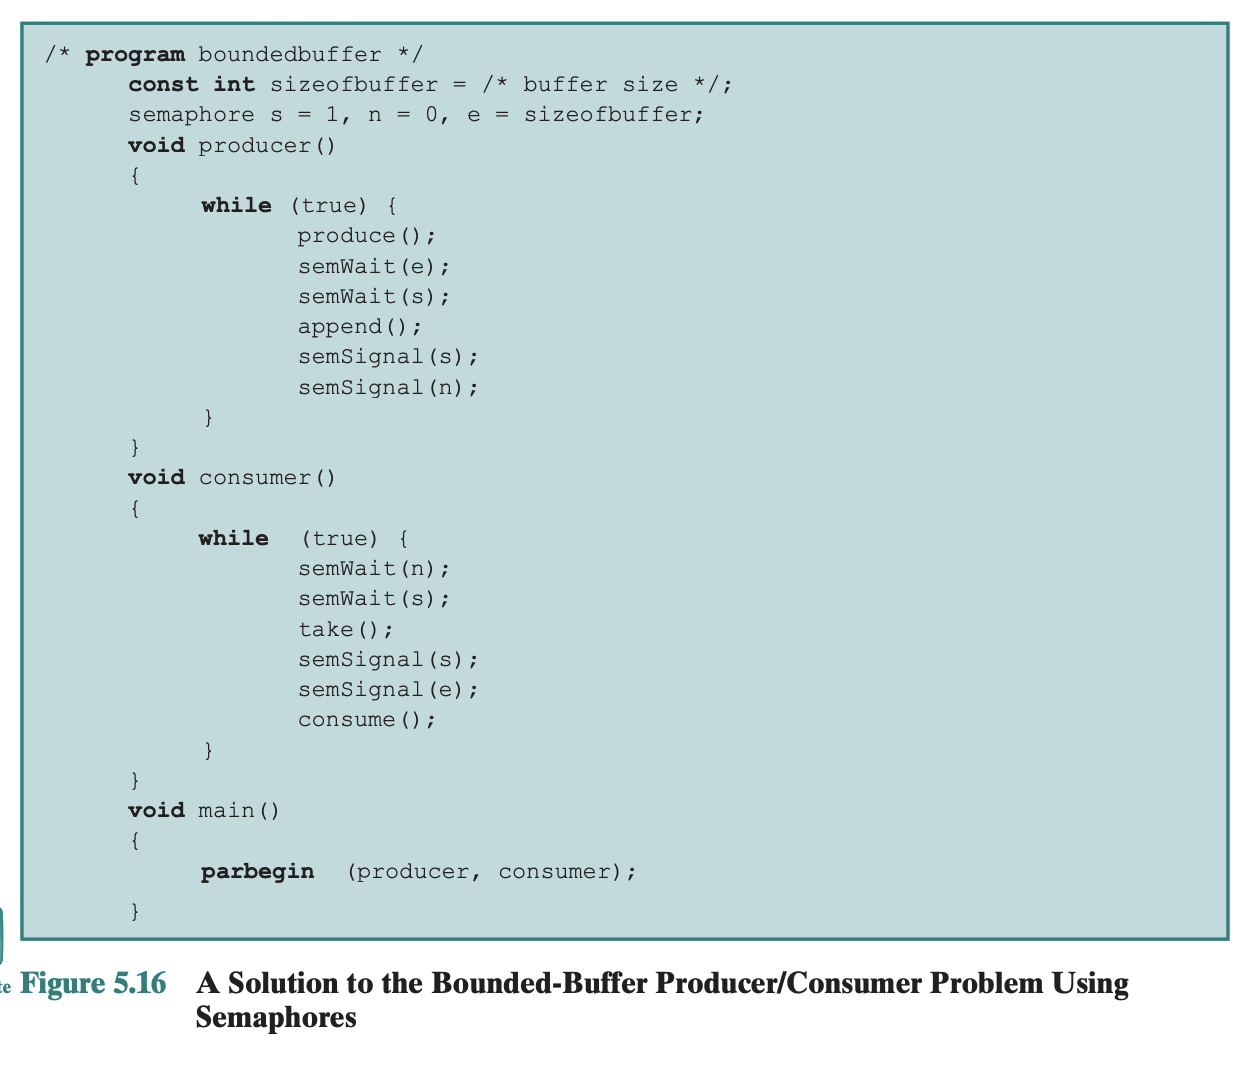 /* program boundedbuffer */
const int sizeofbuffer = /* buffer size */;
semaphore s = 1, n = 0, e = sizeofbuffer;
void producer()
{
while (true) {
produce();
semWait(e);
semWait(s);
append();
semSignal(s);
semSignal(n);
}
}
void consumer()
{
while (true) {
semWait(n);
semWait(s);
take();
semSignal(s);
semSignal(e);
consume();
}
}
void main()
{
parbegin (producer, consumer);
}
te Figure 5.16 A Solution to the Bounded-Buffer Producer/Consumer Problem Using
Semaphores